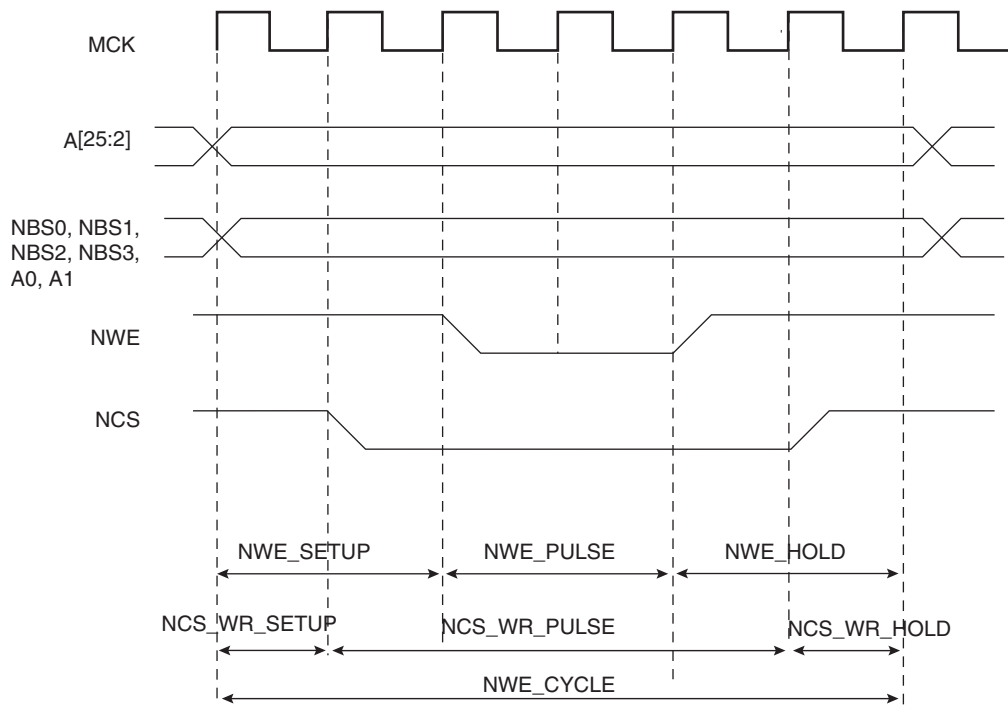 MCK
A[25:2]
NBS0, NBS1,
NBS2, NBS3,
A0, A1
NWE
NCS
NWE_SETUP
NWE_PULSE
NWE_HOLD
NCS_WR_SETUP
NCS_WR_PULSE
NCS_WR_HOLD
NWE_CYCLE